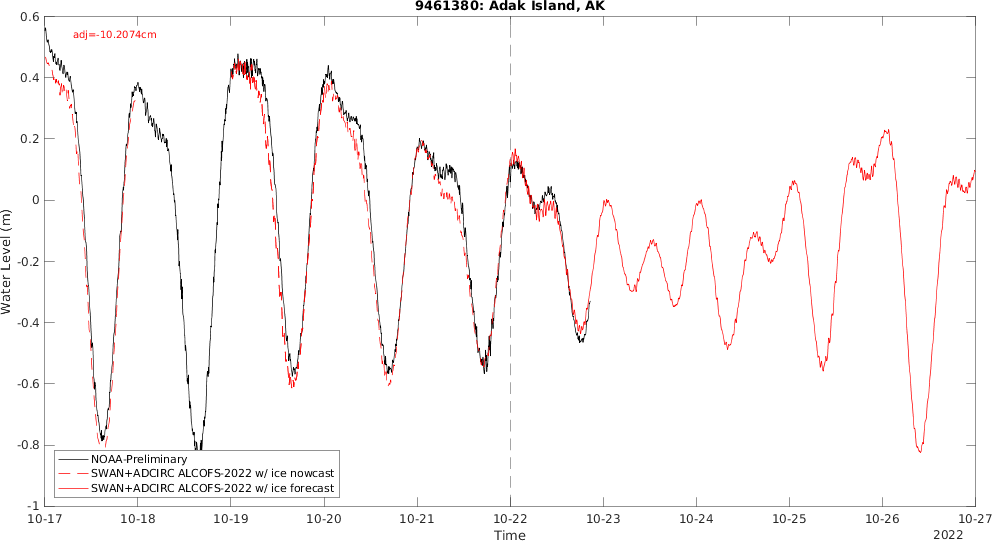 9461380: Adak Island, AK
adj=-10.2074cm
0.6
0.4
0.2
0
-0.2
-0.4
-0.6
-0.8
-1
Water Level (m)
NOAA-Preliminary
SWAN+ADCIRC ALCOFS-2022 w/ ice nowcast
SWAN+ADCIRC ALCOFS-2022 w/ ice forecast
10-17 10-18 10-19 10-20 10-21 10-22 10-23 10-24 10-25 10-26 10-27
Time
2022